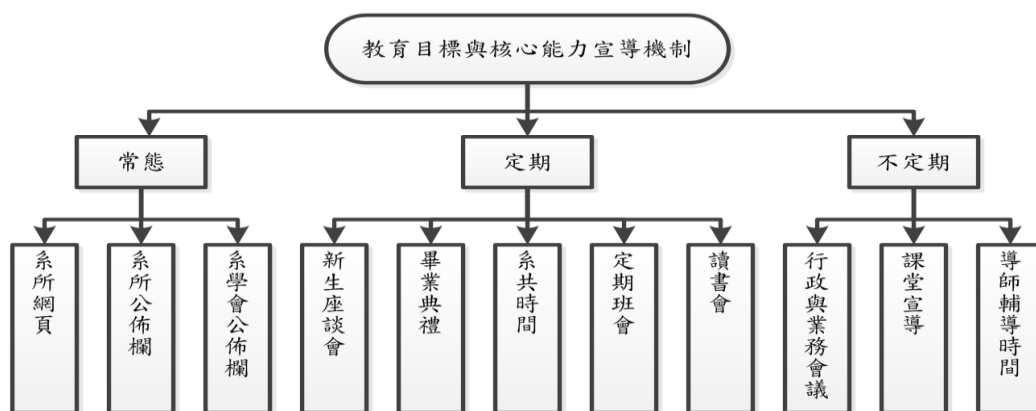 教育目標與核心能力宣導機制
常態
定期
不定期
系所網頁
系所公佈欄
系學會公佈欄
新生座談會
畢業典禮
系共時間
定期班會
讀書會
行政與業務會議
課堂宣導
導師輔導時間